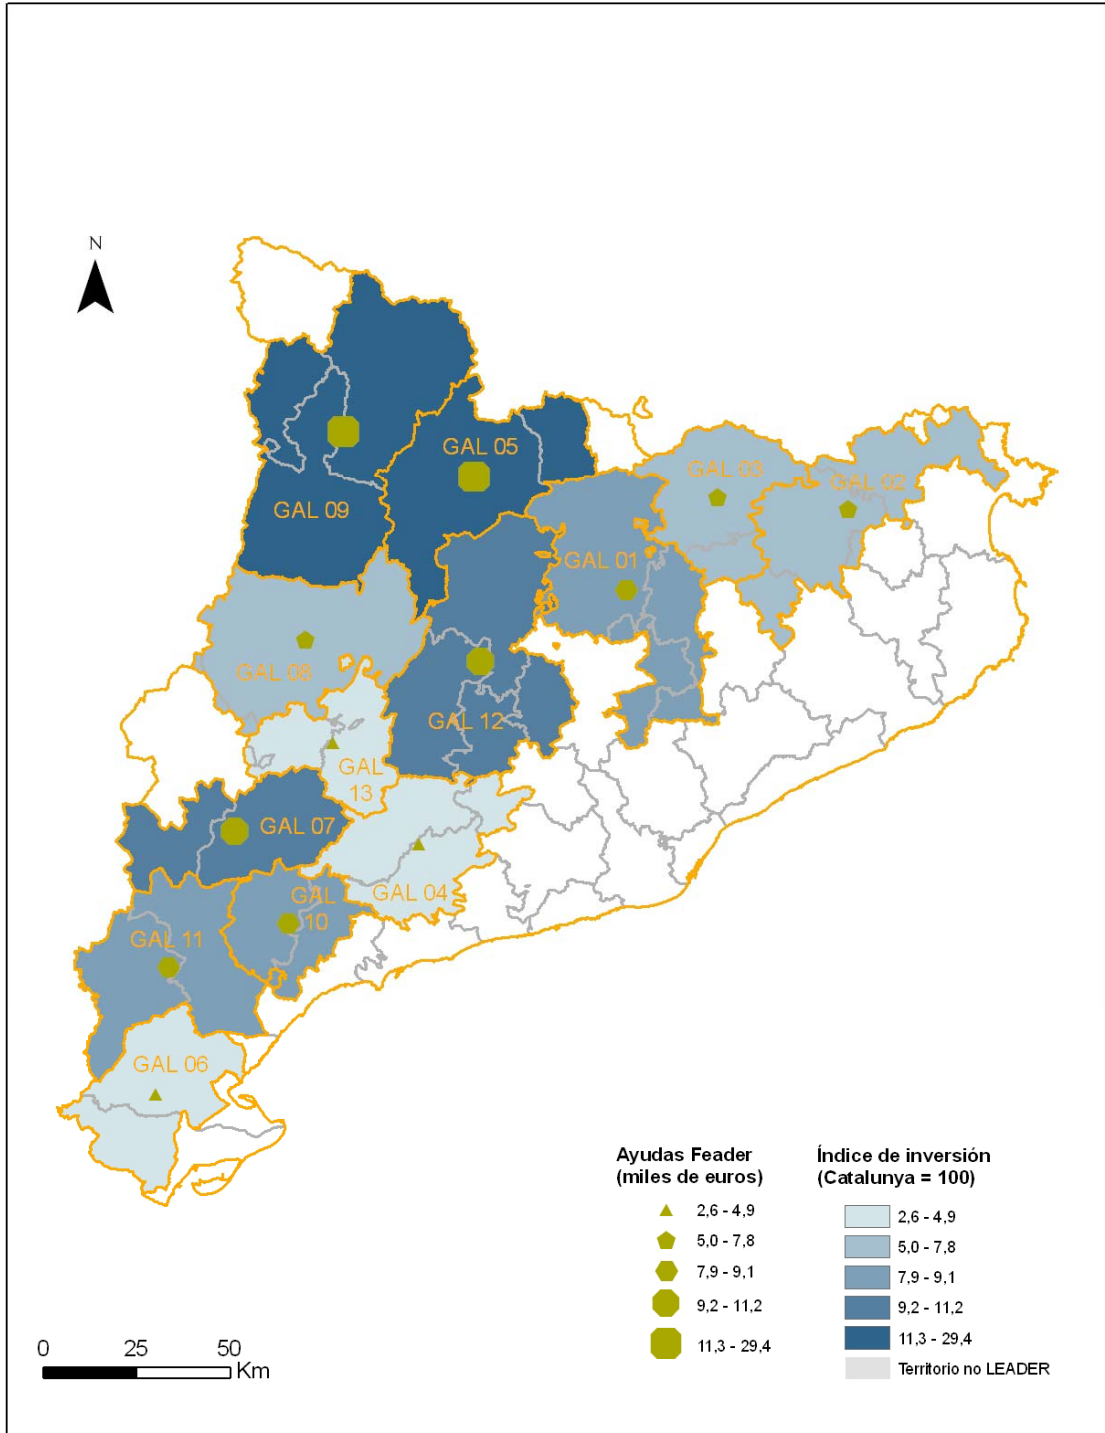 N
GAL 05
GAL 03
GAL 02
GAL 09
GAL 01
GAL 08
GAL 12
GAL
13
GAL 07
GAL 04
GAL
10
GAL 11
GAL 06
Ayudas Feader
(miles de euros)
2,6 - 4,9
5,0 - 7,8
7,9 - 9,1
9,2 - 11,2
11,3 - 29,4
Índice de inversión
(Catalunya = 100)
2,6 - 4,9
5,0 - 7,8
7,9 - 9,1
9,2 - 11,2
11,3 - 29,4
Territorio no LEADER
0 25 50
Km